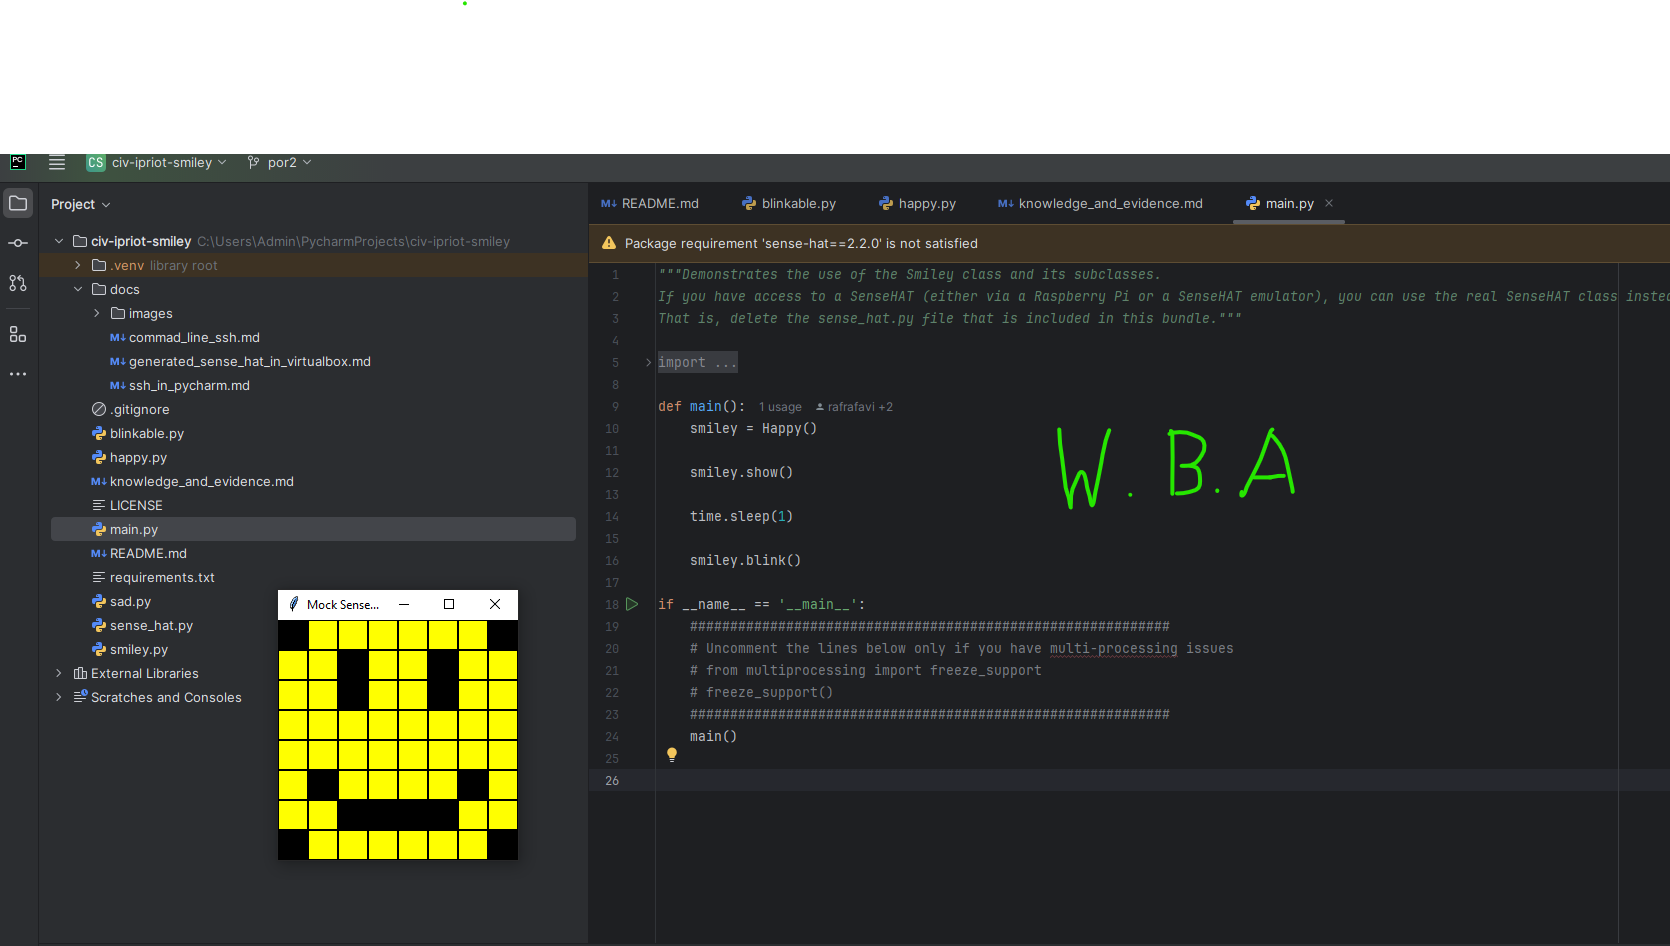 PC
CS civ-ipriot-smiley por2
Project
README.md blinkable.py happy.py knowledge_and_evidence.md main.py
Package requirement 'sense-hat==2.2.0' is not satisfied
civ-ipriot-smiley C:\Users\Admin\PycharmProjects\civ-ipriot-smiley
.venv library root
docs
images
commad_line_ssh.md
generated_sense_hat_in_virtualbox.md
ssh_in_pycharm.md
.gitignore
blinkable.py
happy.py
knowledge_and_evidence.md
LICENSE
main.py
README.md
requirements.txt
sad.py
sense_hat.py
smiley.py
External Libraries
Scratches and Consoles
Mock Sense...
1 """Demonstrates the use of the Smiley class and its subclasses.
2 If you have access to a SenseHAT (either via a Raspberry Pi or a SenseHAT emulator), you can use the real SenseHAT class instea
3 That is, delete the sense_hat.py file that is included in this bundle."""
4
5 import ...
8
9 def main(): 1 usage rafrafavi +2
10 smiley = Happy()
11
12 smiley.show()
13
14 time.sleep(1)
15
16 smiley.blink()
17
18 if __name__ == '__main__':
19 ############################################################
20 # Uncomment the lines below only if you have multi-processing issues
21 # from multiprocessing import freeze_support
22 # freeze_support()
23 ############################################################
24 main()
25
26
W.B.A